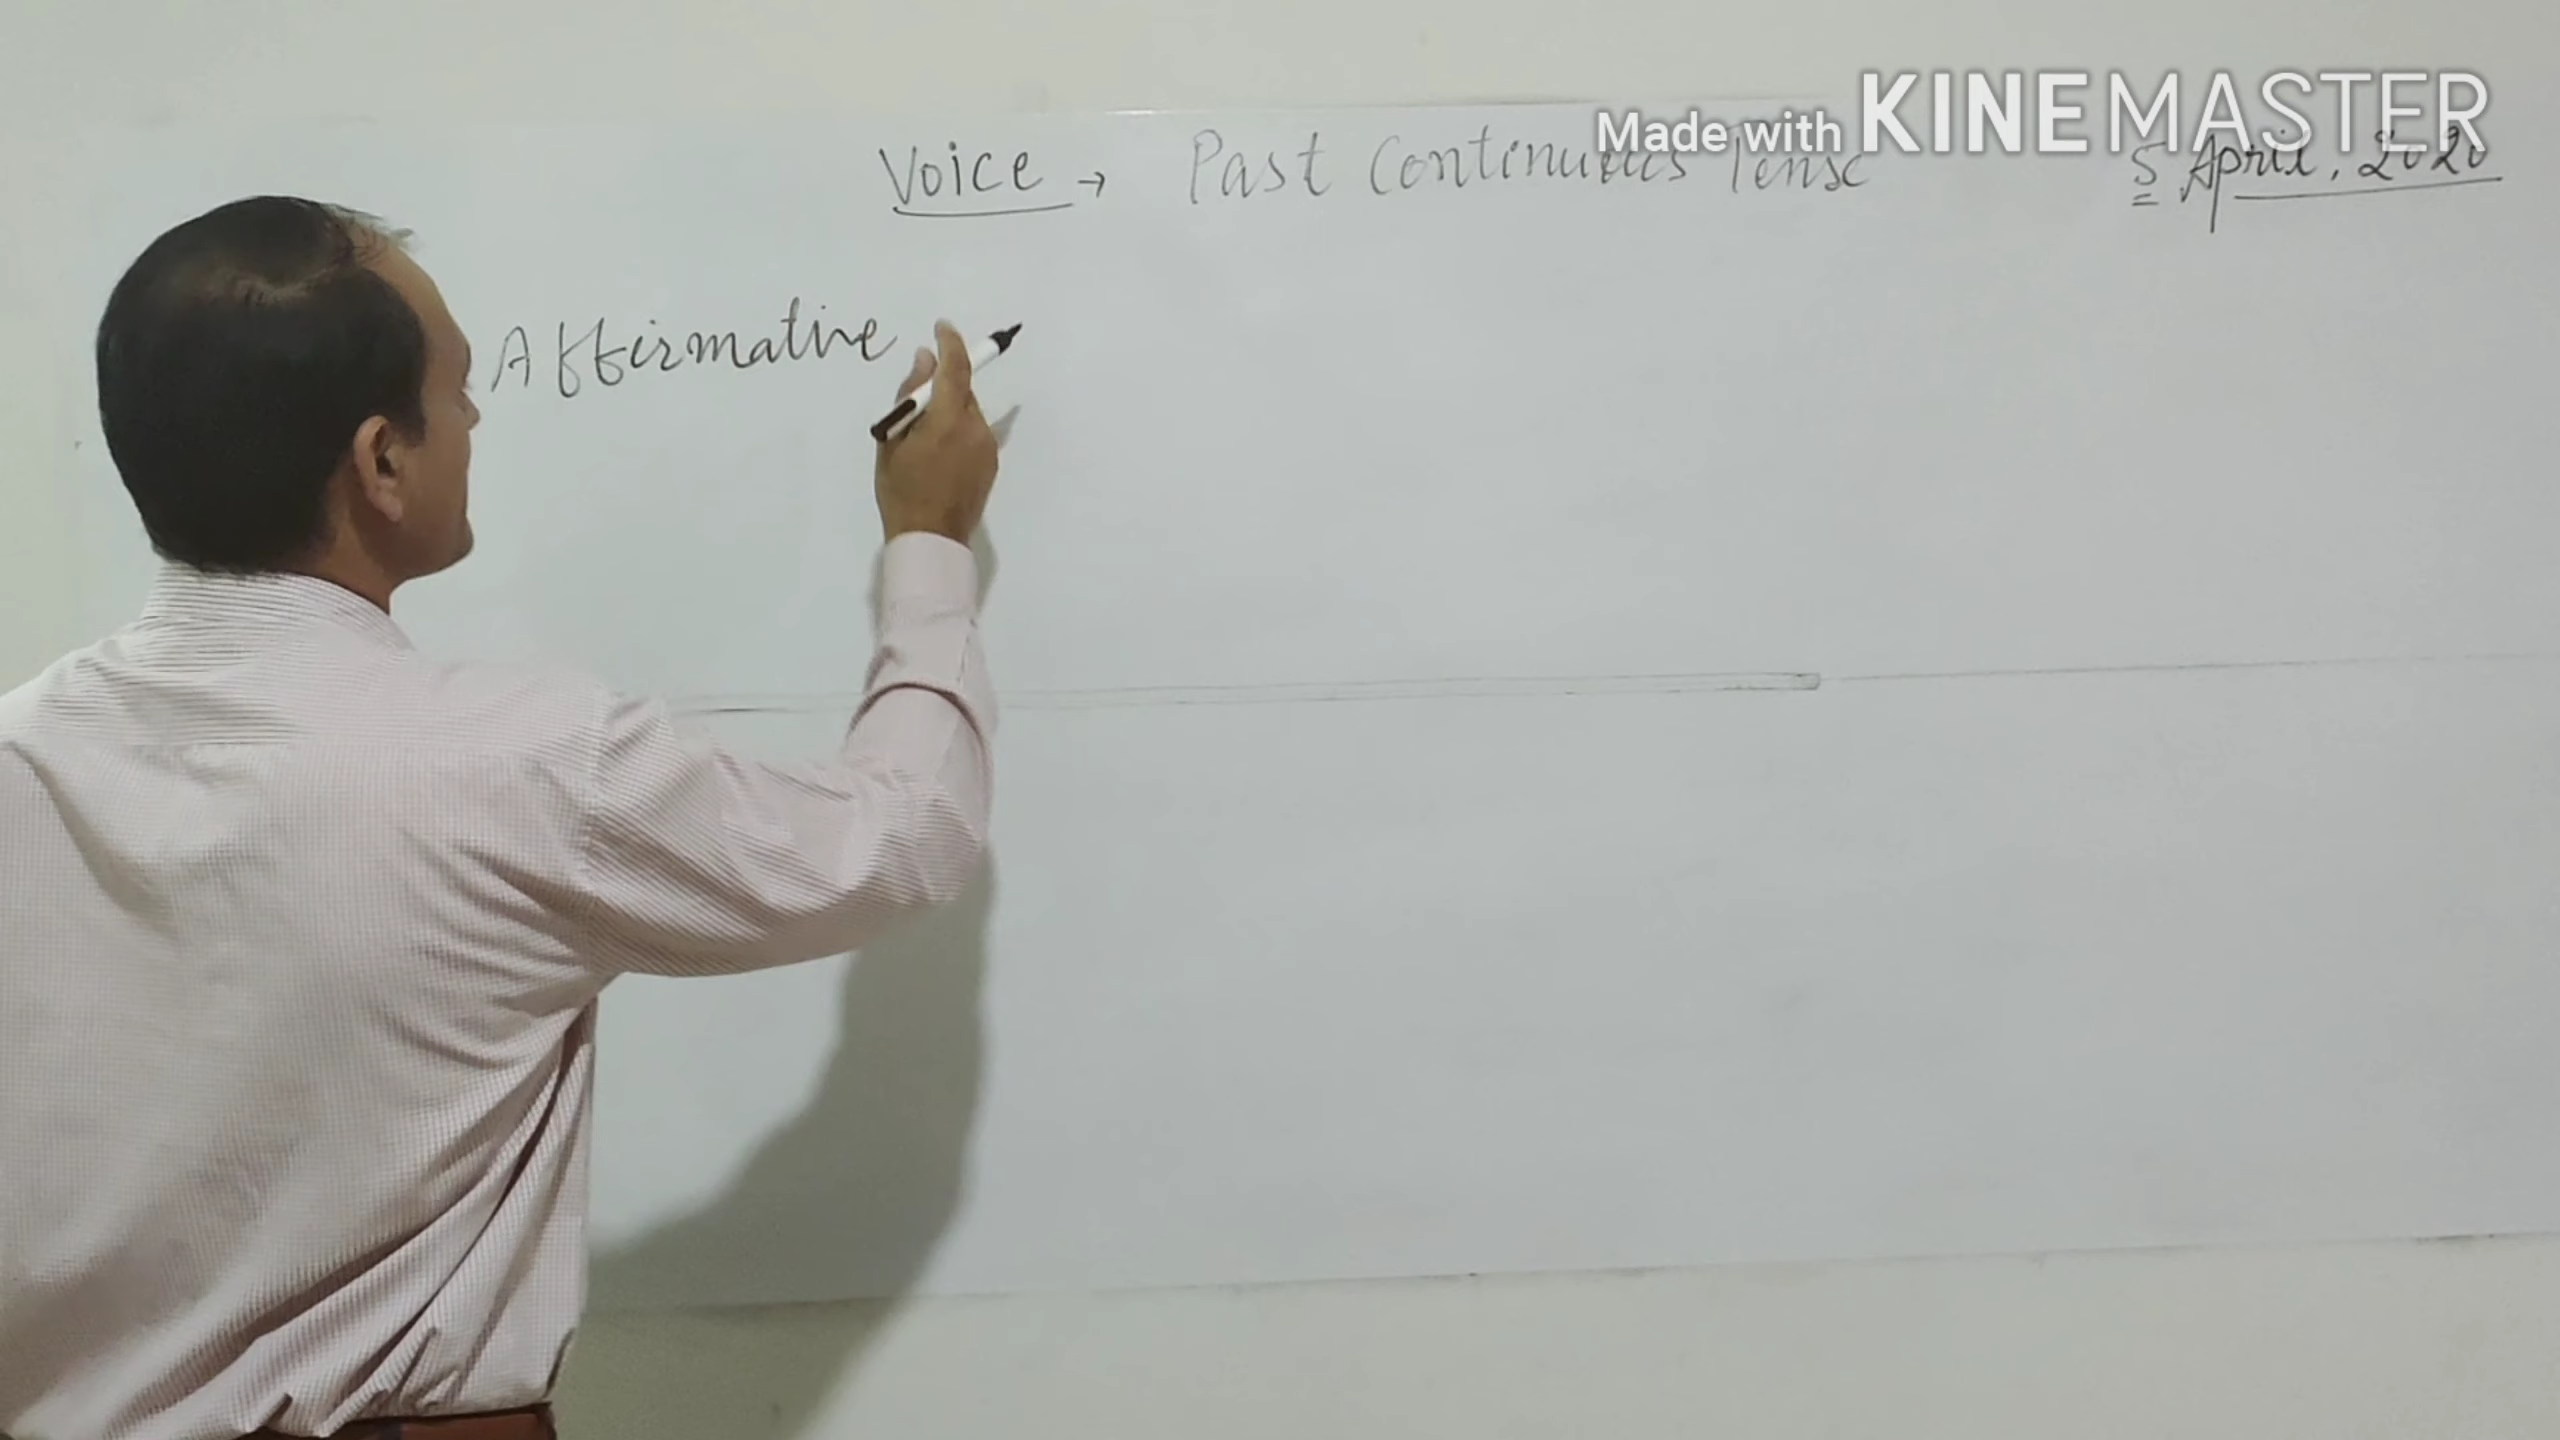 Made with KINEMASTER
Voice → Past Continuous Tense 5 April, 2020
Affirmative